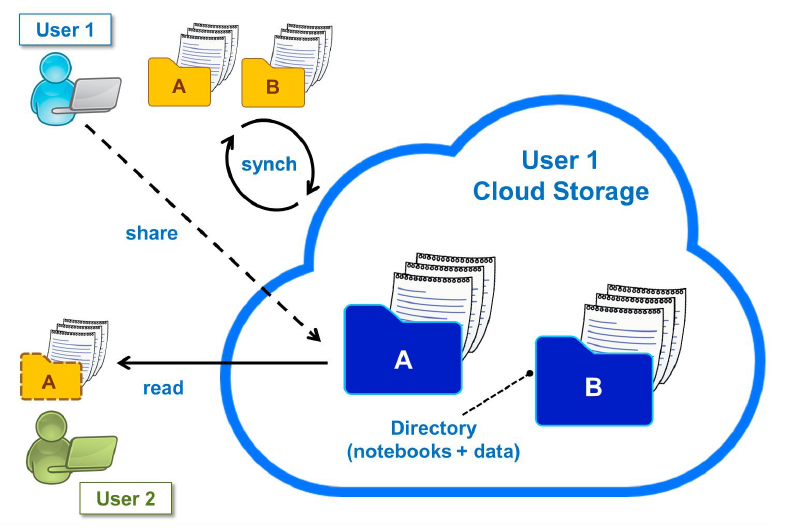 User 1
A
B
synch
User 1
Cloud Storage
share
A
B
A
read
Directory
(notebooks + data)
User 2